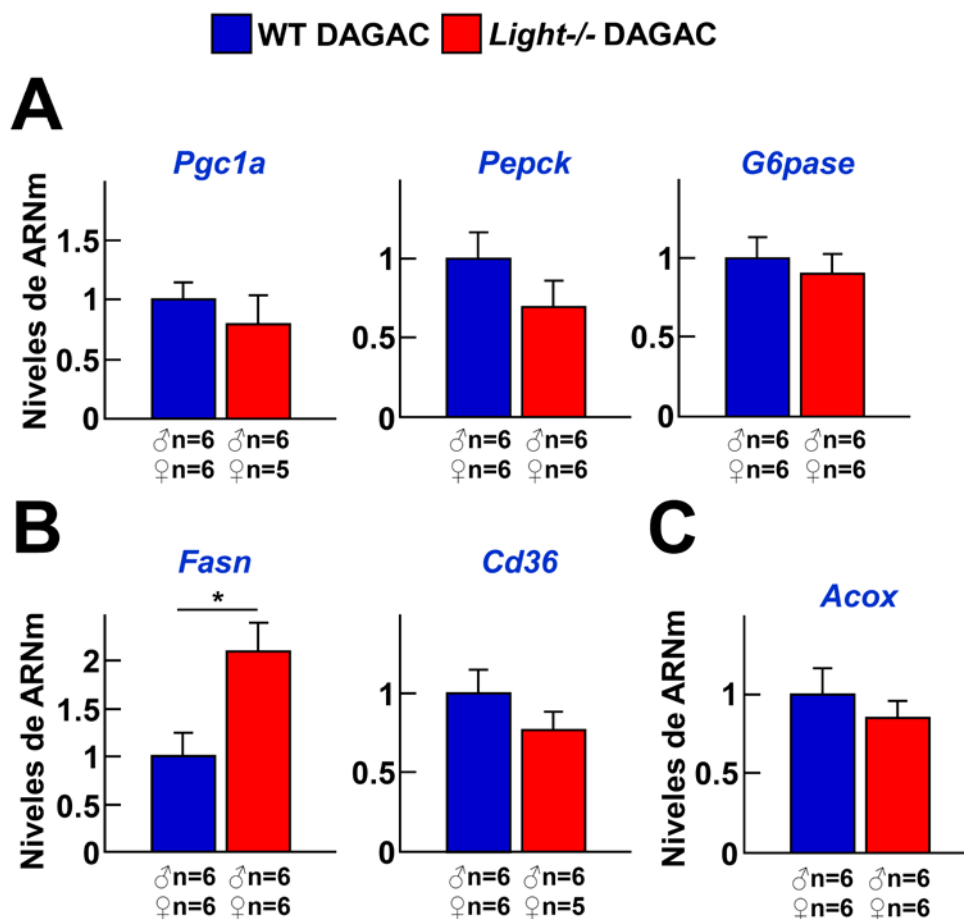 WT DAGAC Light-/- DAGAC
A
Pgc1a
Niveles de ARNm
1.5
1
0.5
0
♂n=6 ♂n=6
♀n=6 ♀n=5
Pepck
1
0.5
0
♂n=6 ♂n=6
♀n=6 ♀n=6
G6pase
1
0.5
0
♂n=6 ♂n=6
♀n=6 ♀n=6
B
Fasn
*
Niveles de ARNm
2
1.5
1
0.5
0
♂n=6 ♂n=6
♀n=6 ♀n=6
Cd36
1
0.5
0
♂n=6 ♂n=6
♀n=6 ♀n=5
C
Acox
Niveles de ARNm
1
0.5
0
♂n=6 ♂n=6
♀n=6 ♀n=6